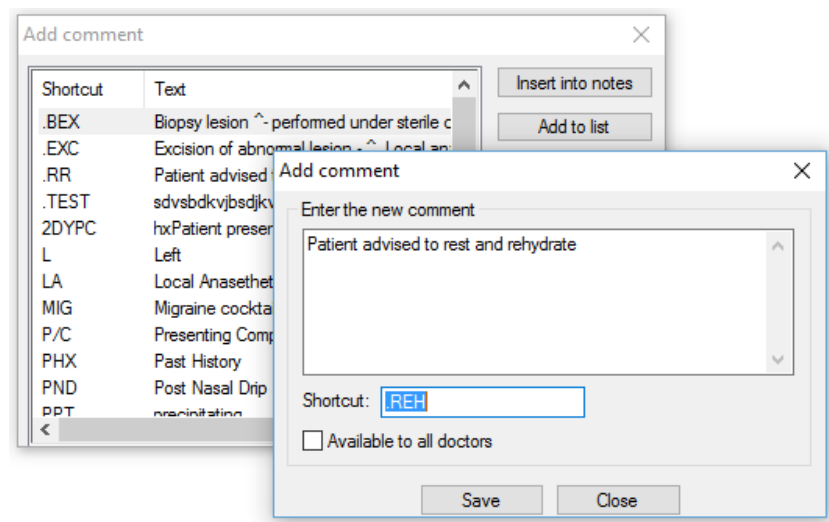 Add comment
Shortcut Text
Insert into notes
.BEX Biopsy lesion ^- performed under sterile c
Add to list
.EXC Excision of abnormal lesion - ^ Local an
.RR Patient advised
Add comment
.TEST sdvsbdkvjbsdjkv
Enter the new comment
2DYPC hxPatient preser
Patient advised to rest and rehydrate
L Left
LA Local Anasethet
MIG Migraine cockta
P/C Presenting Comp
PHX Past History
PND Post Nasal Drip
Shortcut: .REH
PPT precipitating
Available to all doctors
Save Close